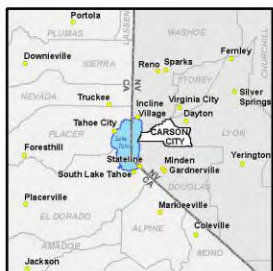 Portola
PLUMAS
LASSEN
WASHOE
CHURCHILL
Downieville
SIERRA
Reno
Sparks
Fernley
STOREY
NEVADA
Truckee
CA
NV
Incline
Village
Virginia City
Dayton
Silver
Springs
PLACER
Tahoe City
Lake
Tahoe
CARSON
CITY
LYON
Foresthill
Stateline
Minden
Gardnerville
Yerington
South Lake Tahoe
NV
CA
DOUGLAS
Placerville
EL DORADO
Markleeville
ALPINE
Coleville
AMADOR
MONO
Jackson